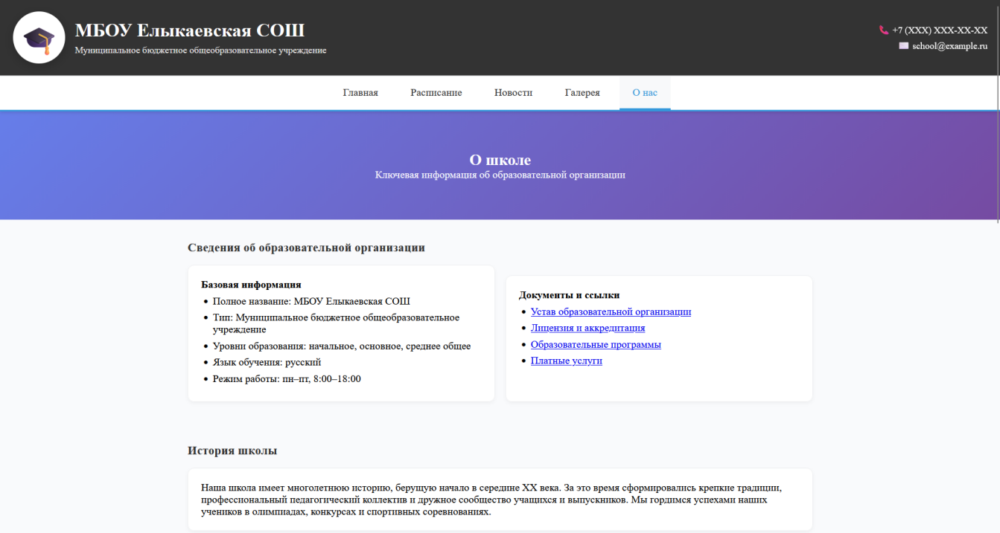 МБОУ Елыкаевская СОШ
Муниципальное бюджетное общеобразовательное учреждение
+7 (XXX) XXX-XX-XX
school@example.ru
Главная
Расписание
Новости
Галерея
О нас
О школе
Ключевая информация об образовательной организации
Сведения об образовательной организации
Базовая информация
• Полное название: МБОУ Елыкаевская СОШ
• Тип: Муниципальное бюджетное общеобразовательное
учреждение
• Уровни образования: начальное, основное, среднее общее
• Язык обучения: русский
• Режим работы: пн–пт, 8:00–18:00
Документы и ссылки
• Устав образовательной организации
• Лицензия и аккредитация
• Образовательные программы
• Платные услуги
История школы
Наша школа имеет многолетнюю историю, берущую начало в середине XX века. За это время сформировались крепкие традиции,
профессиональный педагогический коллектив и дружное сообщество учащихся и выпускников. Мы гордимся успехами наших
учеников в олимпиадах, конкурсах и спортивных соревнованиях.